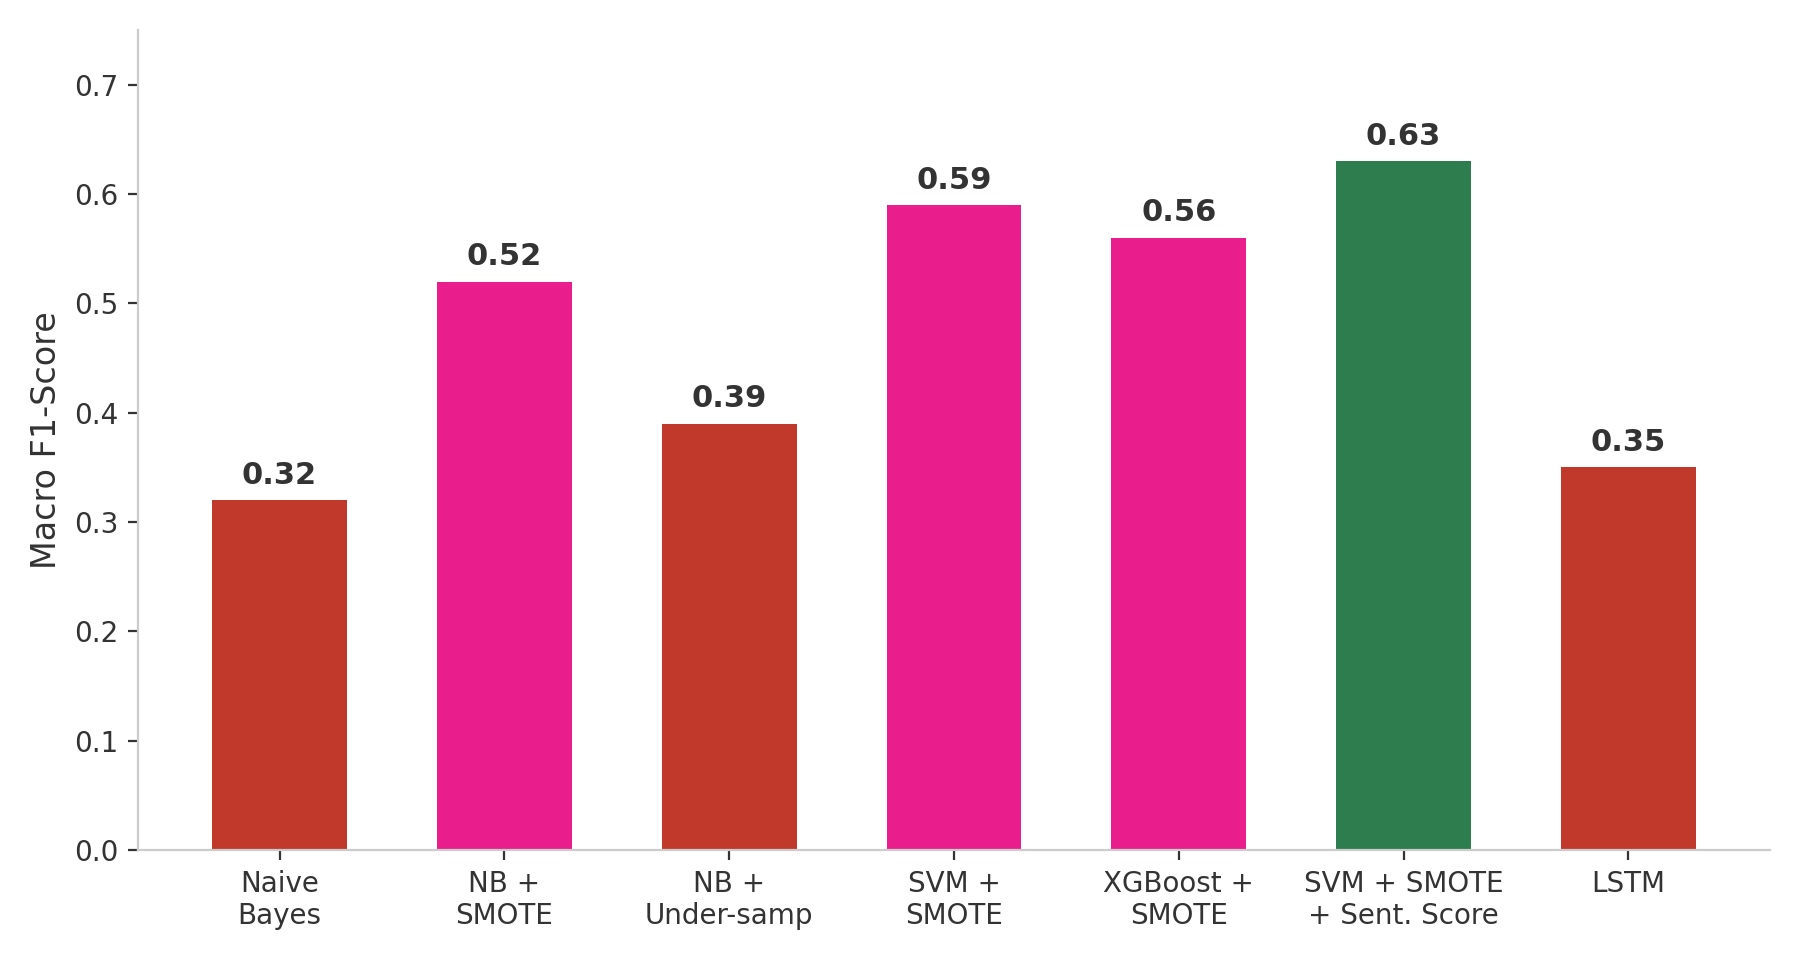 Macro F1-Score
0.7
0.6
0.5
0.4
0.3
0.2
0.1
0.0
0.32
0.52
0.39
0.59
0.56
0.63
0.35
Naive
Bayes
NB +
SMOTE
NB +
Under-samp
SVM +
SMOTE
XGBoost +
SMOTE
SVM + SMOTE
+ Sent. Score
LSTM